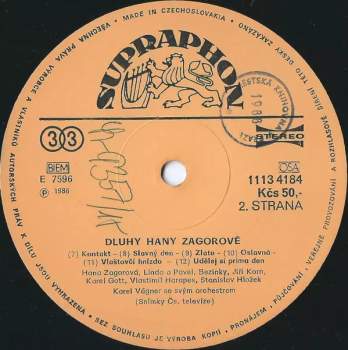 MADE IN CZECHOSLOVAKIA • VŠECHNA PRÁVA VÝROBCE A VLASTNÍKŮ AUTORSKÝCH PRÁV K DÍLU JSOU VYHRAZENA • BEZ SOUHLASU JE VÝROBA KOPIÍ, PRONÁJEM, PŮJČOVÁNÍ, VEŘEJNÉ PROVOZOVÁNÍ A ROZHLASOVÉ ŠÍŘENÍ TÉTO DESKY ZAKÁZÁNO
SUPRAPHON
33
MĚSTSKÁ KNIHOVNA
STEREO
BIEM
E 7596
℗ 1986
OSA
1113 4184
Kčs 50,-
2. STRANA
DLUHY HANY ZAGOROVÉ
(7) Kontakt - (8) Slavný den - (9) Zlato - (10) Oslavná -
(11) Vlaštovčí hnízdo - (12) Udělej si prima den
Hana Zagorová, Linda a Pavel, Bezinky, Jiří Korn,
Karel Gott, Vlastimil Harapes, Stanislav Hložek
Karel Vágner se svým orchestrem
(Snímky Čs. televize)